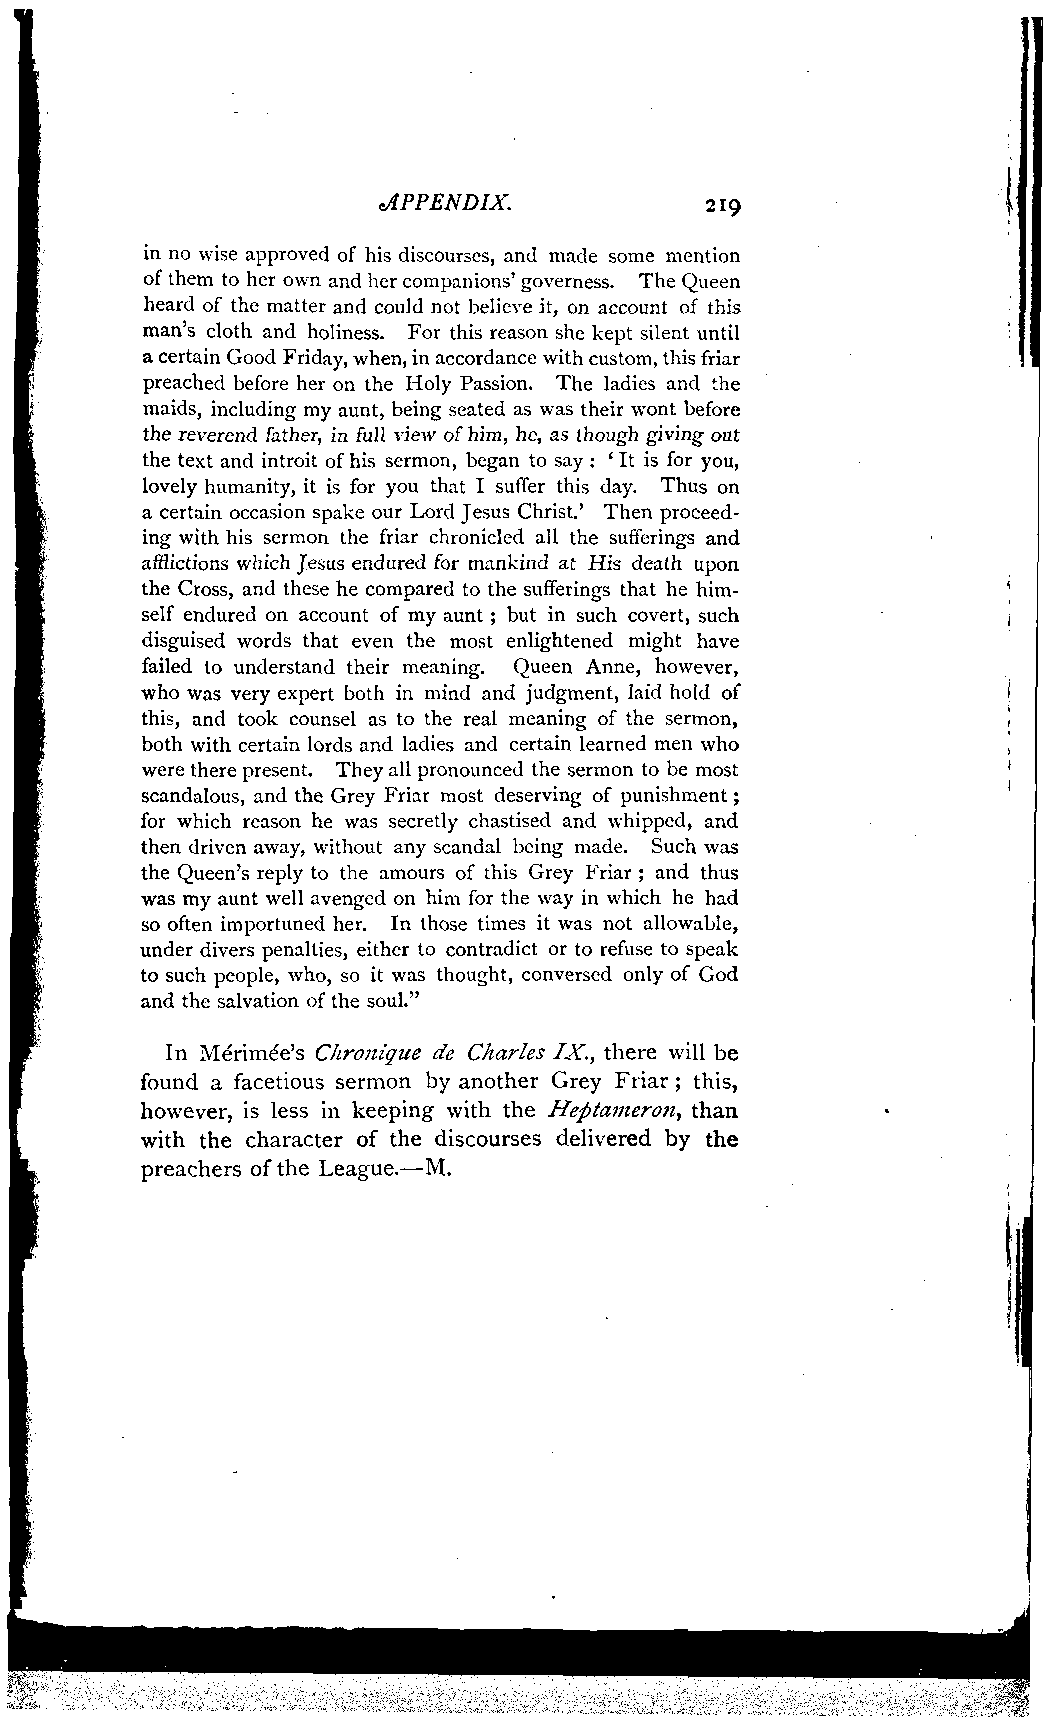 APPENDIX. 219
in no wise approved of his discourses, and made some mention
of them to her own and her companions' governess. The Queen
heard of the matter and could not believe it, on account of this
man's cloth and holiness. For this reason she kept silent until
a certain Good Friday, when, in accordance with custom, this friar
preached before her on the Holy Passion. The ladies and the
maids, including my aunt, being seated as was their wont before
the reverend father, in full view of him, he, as though giving out
the text and introit of his sermon, began to say : ‘It is for you,
lovely humanity, it is for you that I suffer this day. Thus on
a certain occasion spake our Lord Jesus Christ.’ Then proceed-
ing with his sermon the friar chronicled all the sufferings and
afflictions which Jesus endured for mankind at His death upon
the Cross, and these he compared to the sufferings that he him-
self endured on account of my aunt ; but in such covert, such
disguised words that even the most enlightened might have
failed to understand their meaning. Queen Anne, however,
who was very expert both in mind and judgment, laid hold of
this, and took counsel as to the real meaning of the sermon,
both with certain lords and ladies and certain learned men who
were there present. They all pronounced the sermon to be most
scandalous, and the Grey Friar most deserving of punishment ;
for which reason he was secretly chastised and whipped, and
then driven away, without any scandal being made. Such was
the Queen's reply to the amours of this Grey Friar ; and thus
was my aunt well avenged on him for the way in which he had
so often importuned her. In those times it was not allowable,
under divers penalties, either to contradict or to refuse to speak
to such people, who, so it was thought, conversed only of God
and the salvation of the soul.”
In Mérimée's Chronique de Charles IX., there will be
found a facetious sermon by another Grey Friar ; this,
however, is less in keeping with the Heptameron, than
with the character of the discourses delivered by the
preachers of the League.—M.